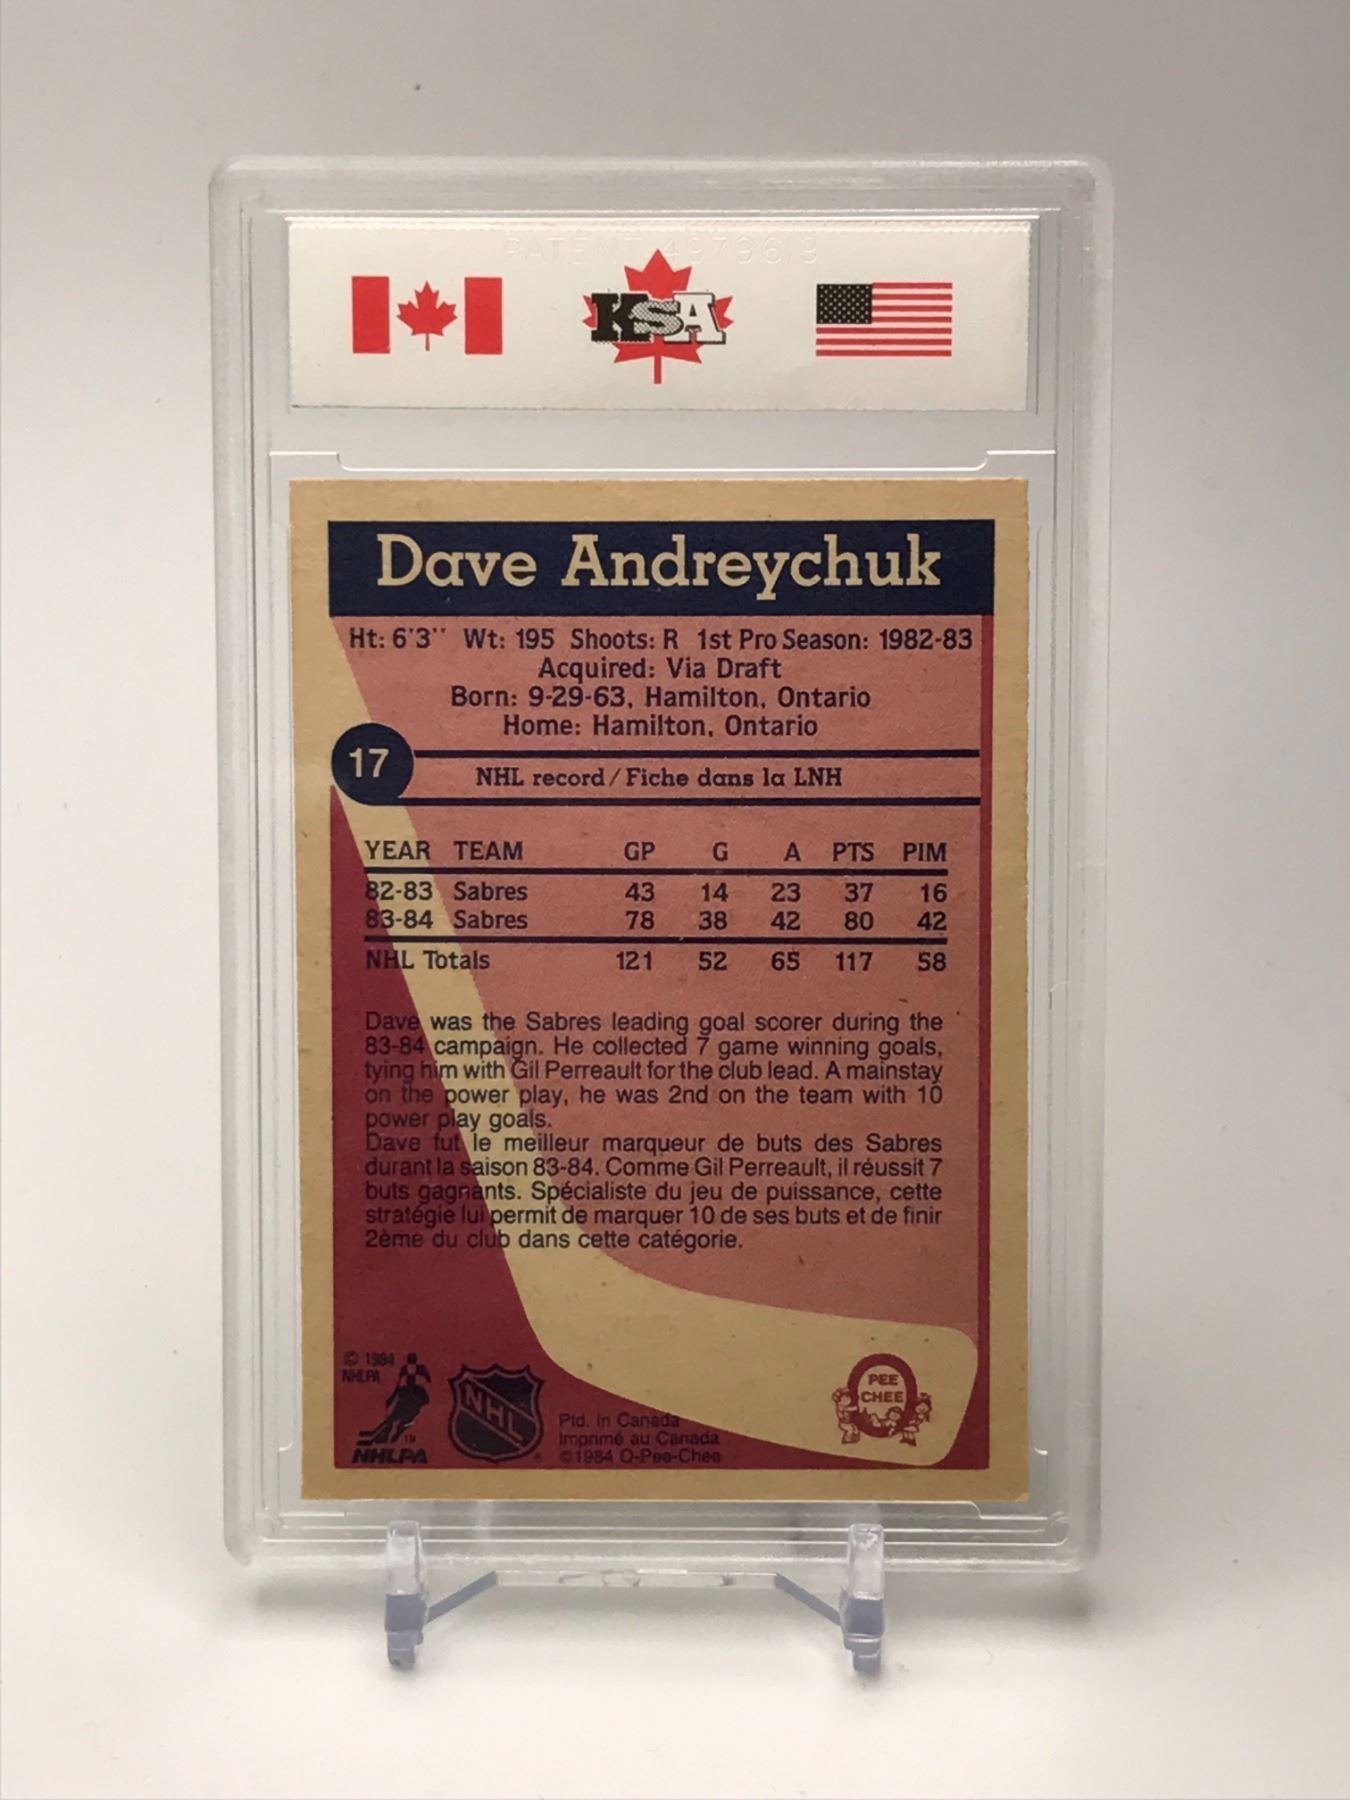 PATENT 4973619
KSA
Dave Andreychuk
Ht: 6'3'' Wt: 195 Shoots: R 1st Pro Season: 1982-83
Acquired: Via Draft
Born: 9-29-63, Hamilton, Ontario
Home: Hamilton, Ontario
17
NHL record/Fiche dans la LNH
YEAR TEAM GP G A PTS PIM
82-83 Sabres 43 14 23 37 16
83-84 Sabres 78 38 42 80 42
NHL Totals 121 52 65 117 58
Dave was the Sabres leading goal scorer during the
83-84 campaign. He collected 7 game winning goals,
tying him with Gil Perreault for the club lead. A mainstay
on the power play, he was 2nd on the team with 10
power play goals.
Dave fut le meilleur marqueur de buts des Sabres
durant la saison 83-84. Comme Gil Perreault, il réussit 7
buts gagnants. Spécialiste du jeu de puissance, cette
stratégie lui permit de marquer 10 de ses buts et de finir
2ème du club dans cette catégorie.
© 1984
NHLPA
TM
NHLPA
NHL
Ptd. in Canada
Imprimé au Canada
©1984 O-Pee-Chee
PEE
CHEE